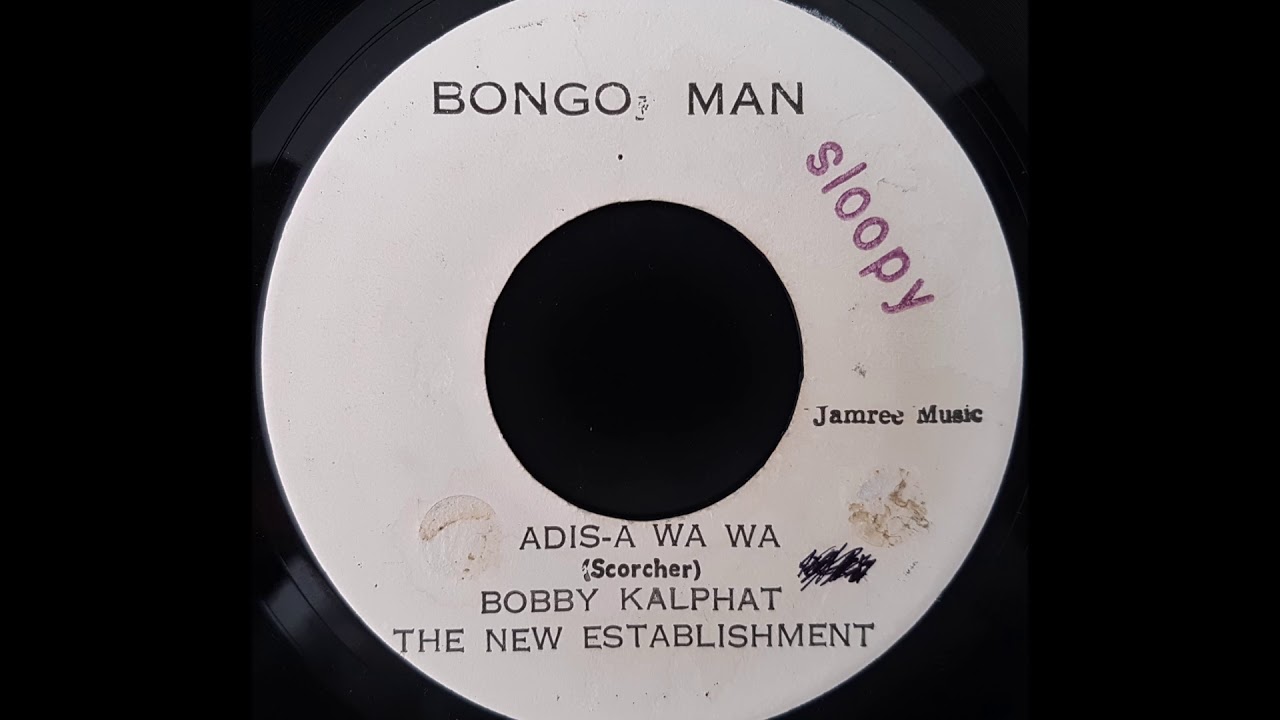 BONGO, MAN
sloopy
Jamree Music
ADIS-A WA WA
(Scorcher)
BOBBY KALPHAT
THE NEW ESTABLISHMENT